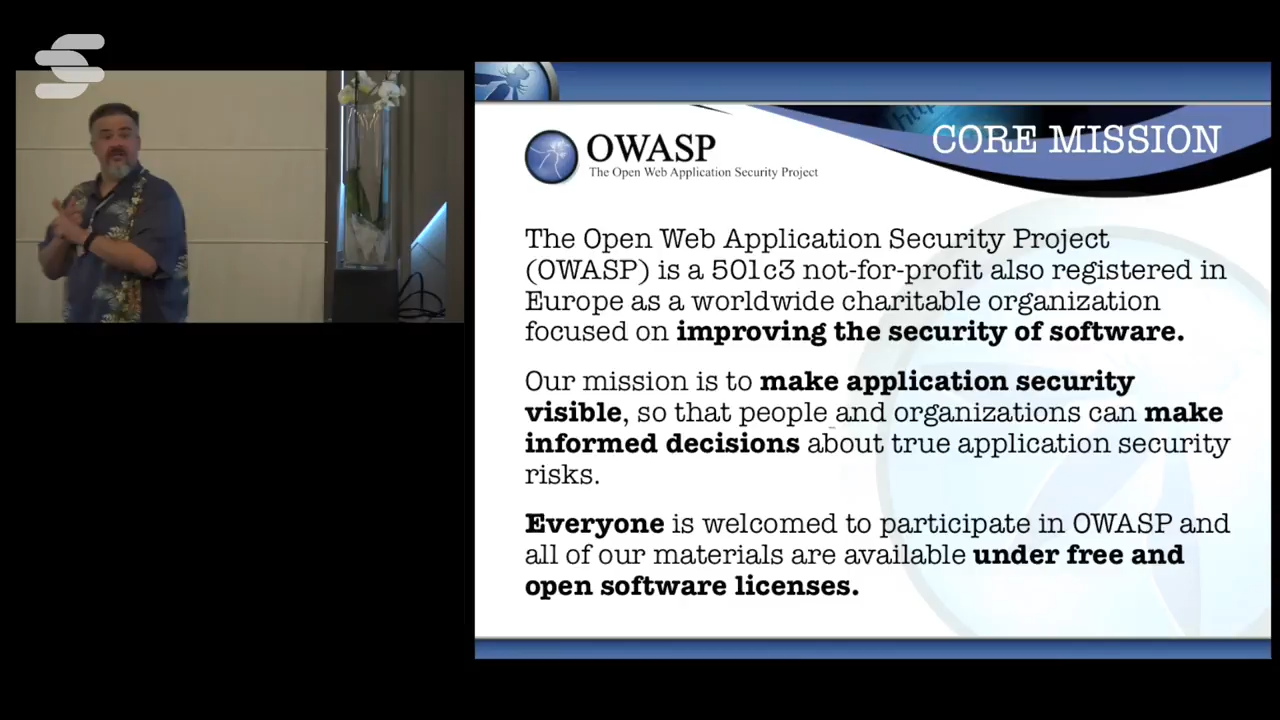 OWASP
The Open Web Application Security Project
http
CORE MISSION
The Open Web Application Security Project
(OWASP) is a 501c3 not-for-profit also registered in
Europe as a worldwide charitable organization
focused on improving the security of software.
Our mission is to make application security
visible, so that people and organizations can make
informed decisions about true application security
risks.
Everyone is welcomed to participate in OWASP and
all of our materials are available under free and
open software licenses.